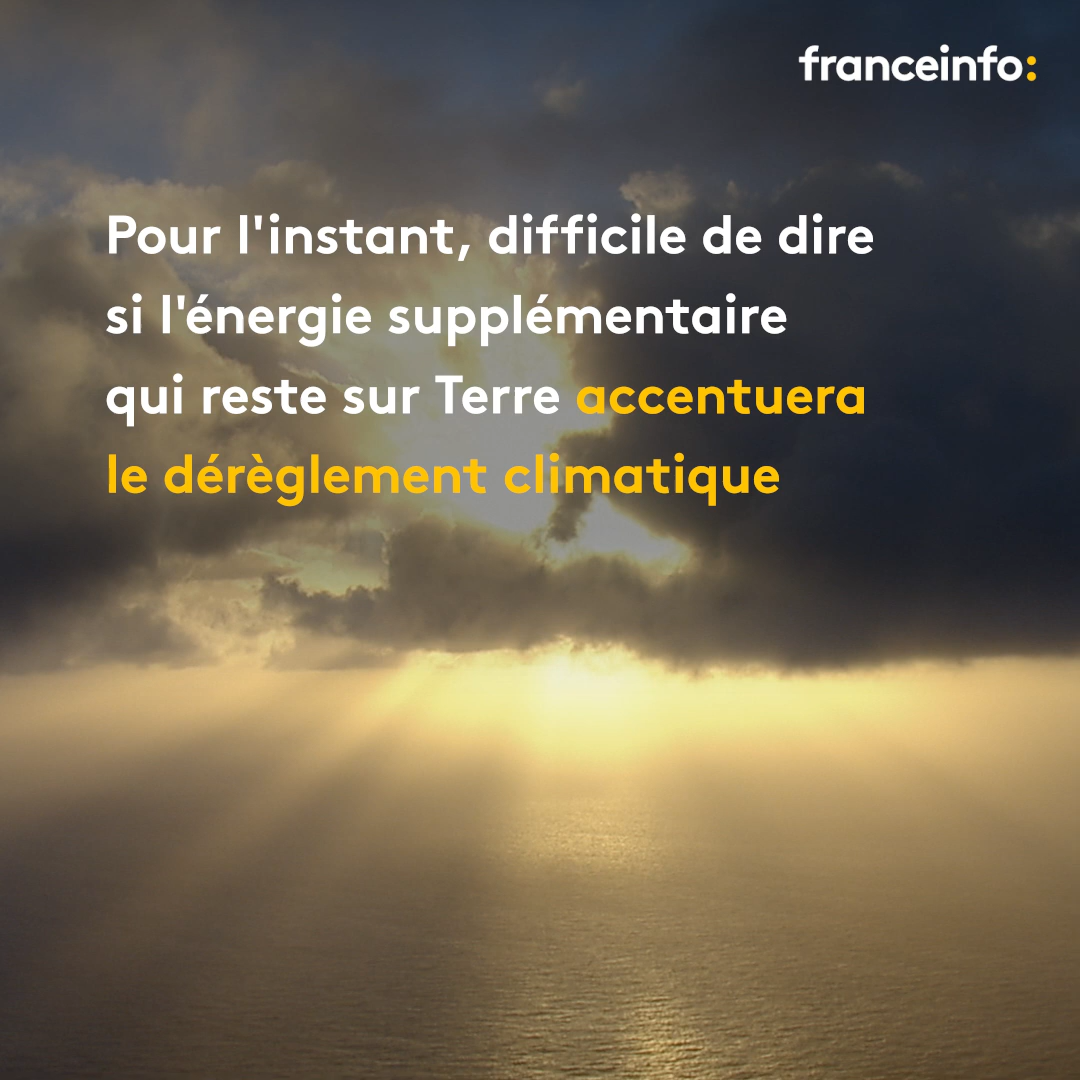 franceinfo:
Pour l'instant, difficile de dire
si l'énergie supplémentaire
qui reste sur Terre accentuera
le dérèglement climatique